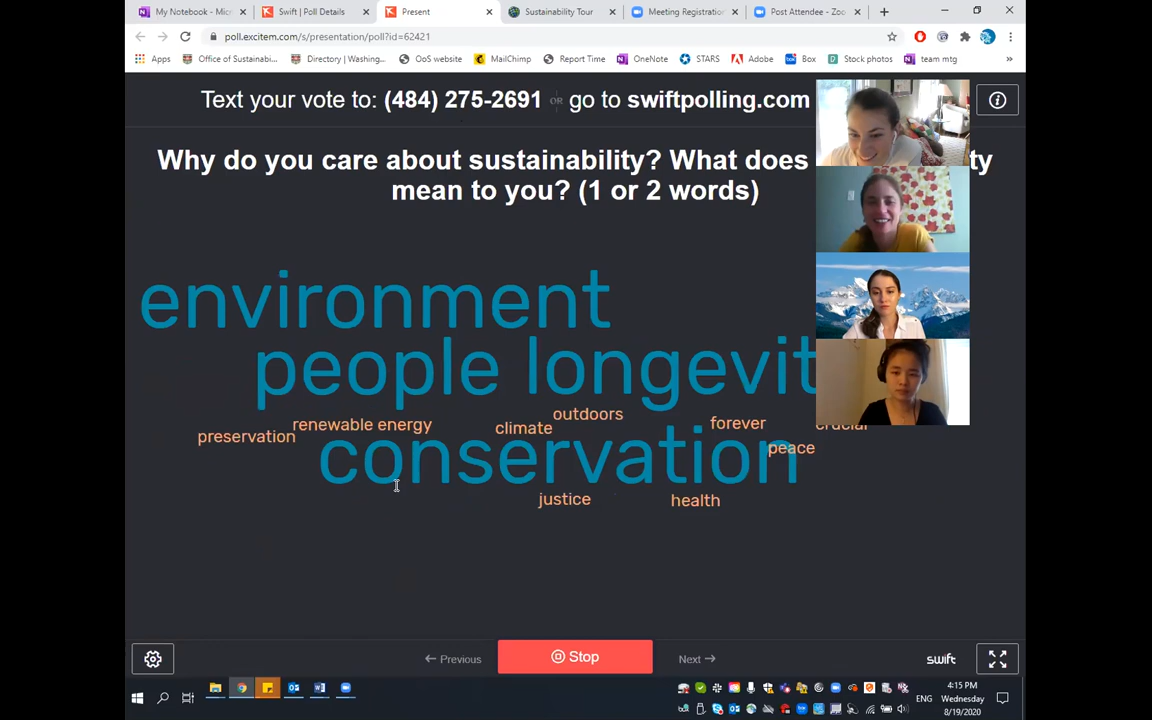 My Notebook - Micr
Swift | Poll Details
Present
Sustainability Tour
Meeting Registration
Post Attendee - Zoo
poll.excitem.com/s/presentation/poll?id=62421
Apps
Office of Sustainabi...
Directory | Washing...
OoS website
MailChimp
Report Time
OneNote
STARS
Adobe
Box
Stock photos
team mtg
Text your vote to: (484) 275-2691 OR go to swiftpolling.com
Why do you care about sustainability? What does ty
mean to you? (1 or 2 words)
environment
people longevit
outdoors
renewable energy climate forever crucial
preservation
conservation peace
justice health
Previous
Stop
Next
swift
4:15 PM
ENG Wednesday
8/19/2020